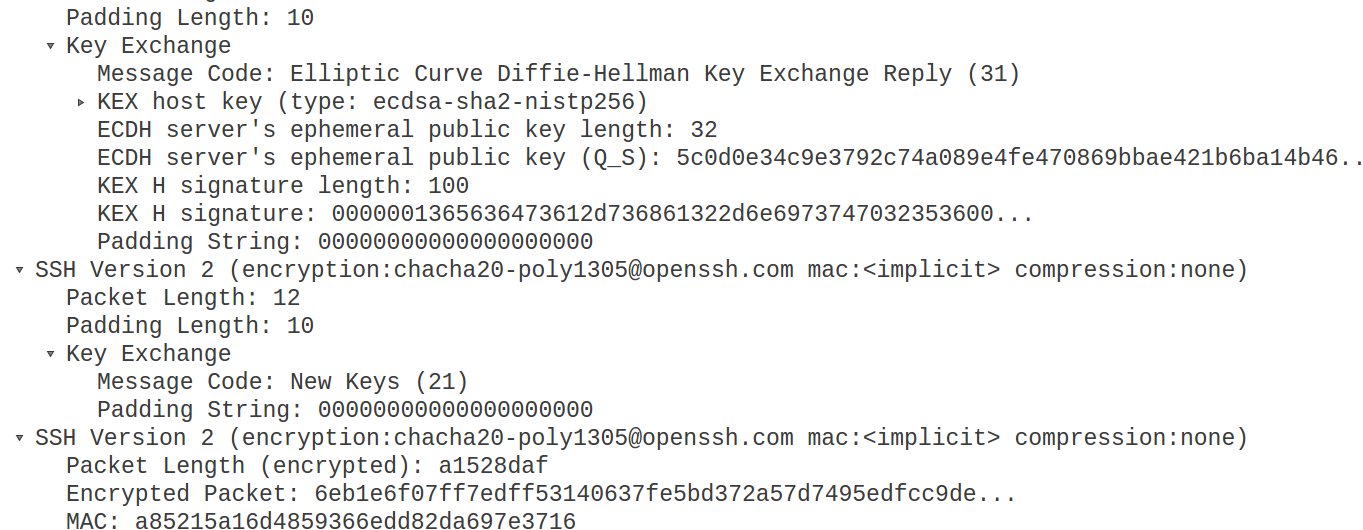 Padding Length: 10
Key Exchange
Message Code: Elliptic Curve Diffie-Hellman Key Exchange Reply (31)
KEX host key (type: ecdsa-sha2-nistp256)
ECDH server's ephemeral public key length: 32
ECDH server's ephemeral public key (Q_S): 5c0d0e34c9e3792c74a089e4fe470869bbae421b6ba14b46...
KEX H signature length: 100
KEX H signature: 0000001365636473612d736861322d6e6973747032353600...
Padding String: 00000000000000000000
SSH Version 2 (encryption:chacha20-poly1305@openssh.com mac:<implicit> compression:none)
Packet Length: 12
Padding Length: 10
Key Exchange
Message Code: New Keys (21)
Padding String: 00000000000000000000
SSH Version 2 (encryption:chacha20-poly1305@openssh.com mac:<implicit> compression:none)
Packet Length (encrypted): a1528daf
Encrypted Packet: 6eb1e6f07ff7edff53140637fe5bd372a57d7495edfcc9de...
MAC: a85215a16d4859366edd82da697e3716